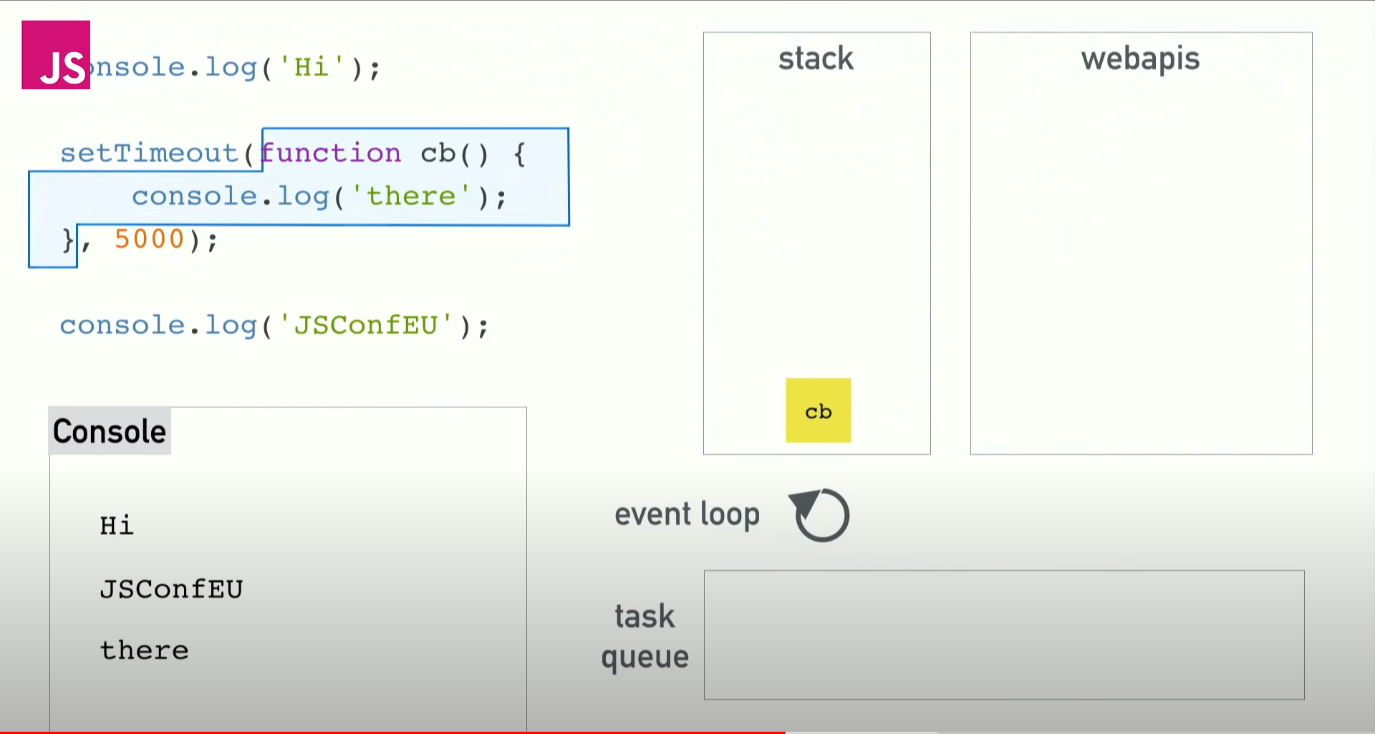 JS
onsole.log('Hi');
setTimeout(function cb() {
console.log('there');
}, 5000);
console.log('JSConfEU');
Console
Hi
JSConfEU
there
stack
webapis
cb
event loop
task
queue